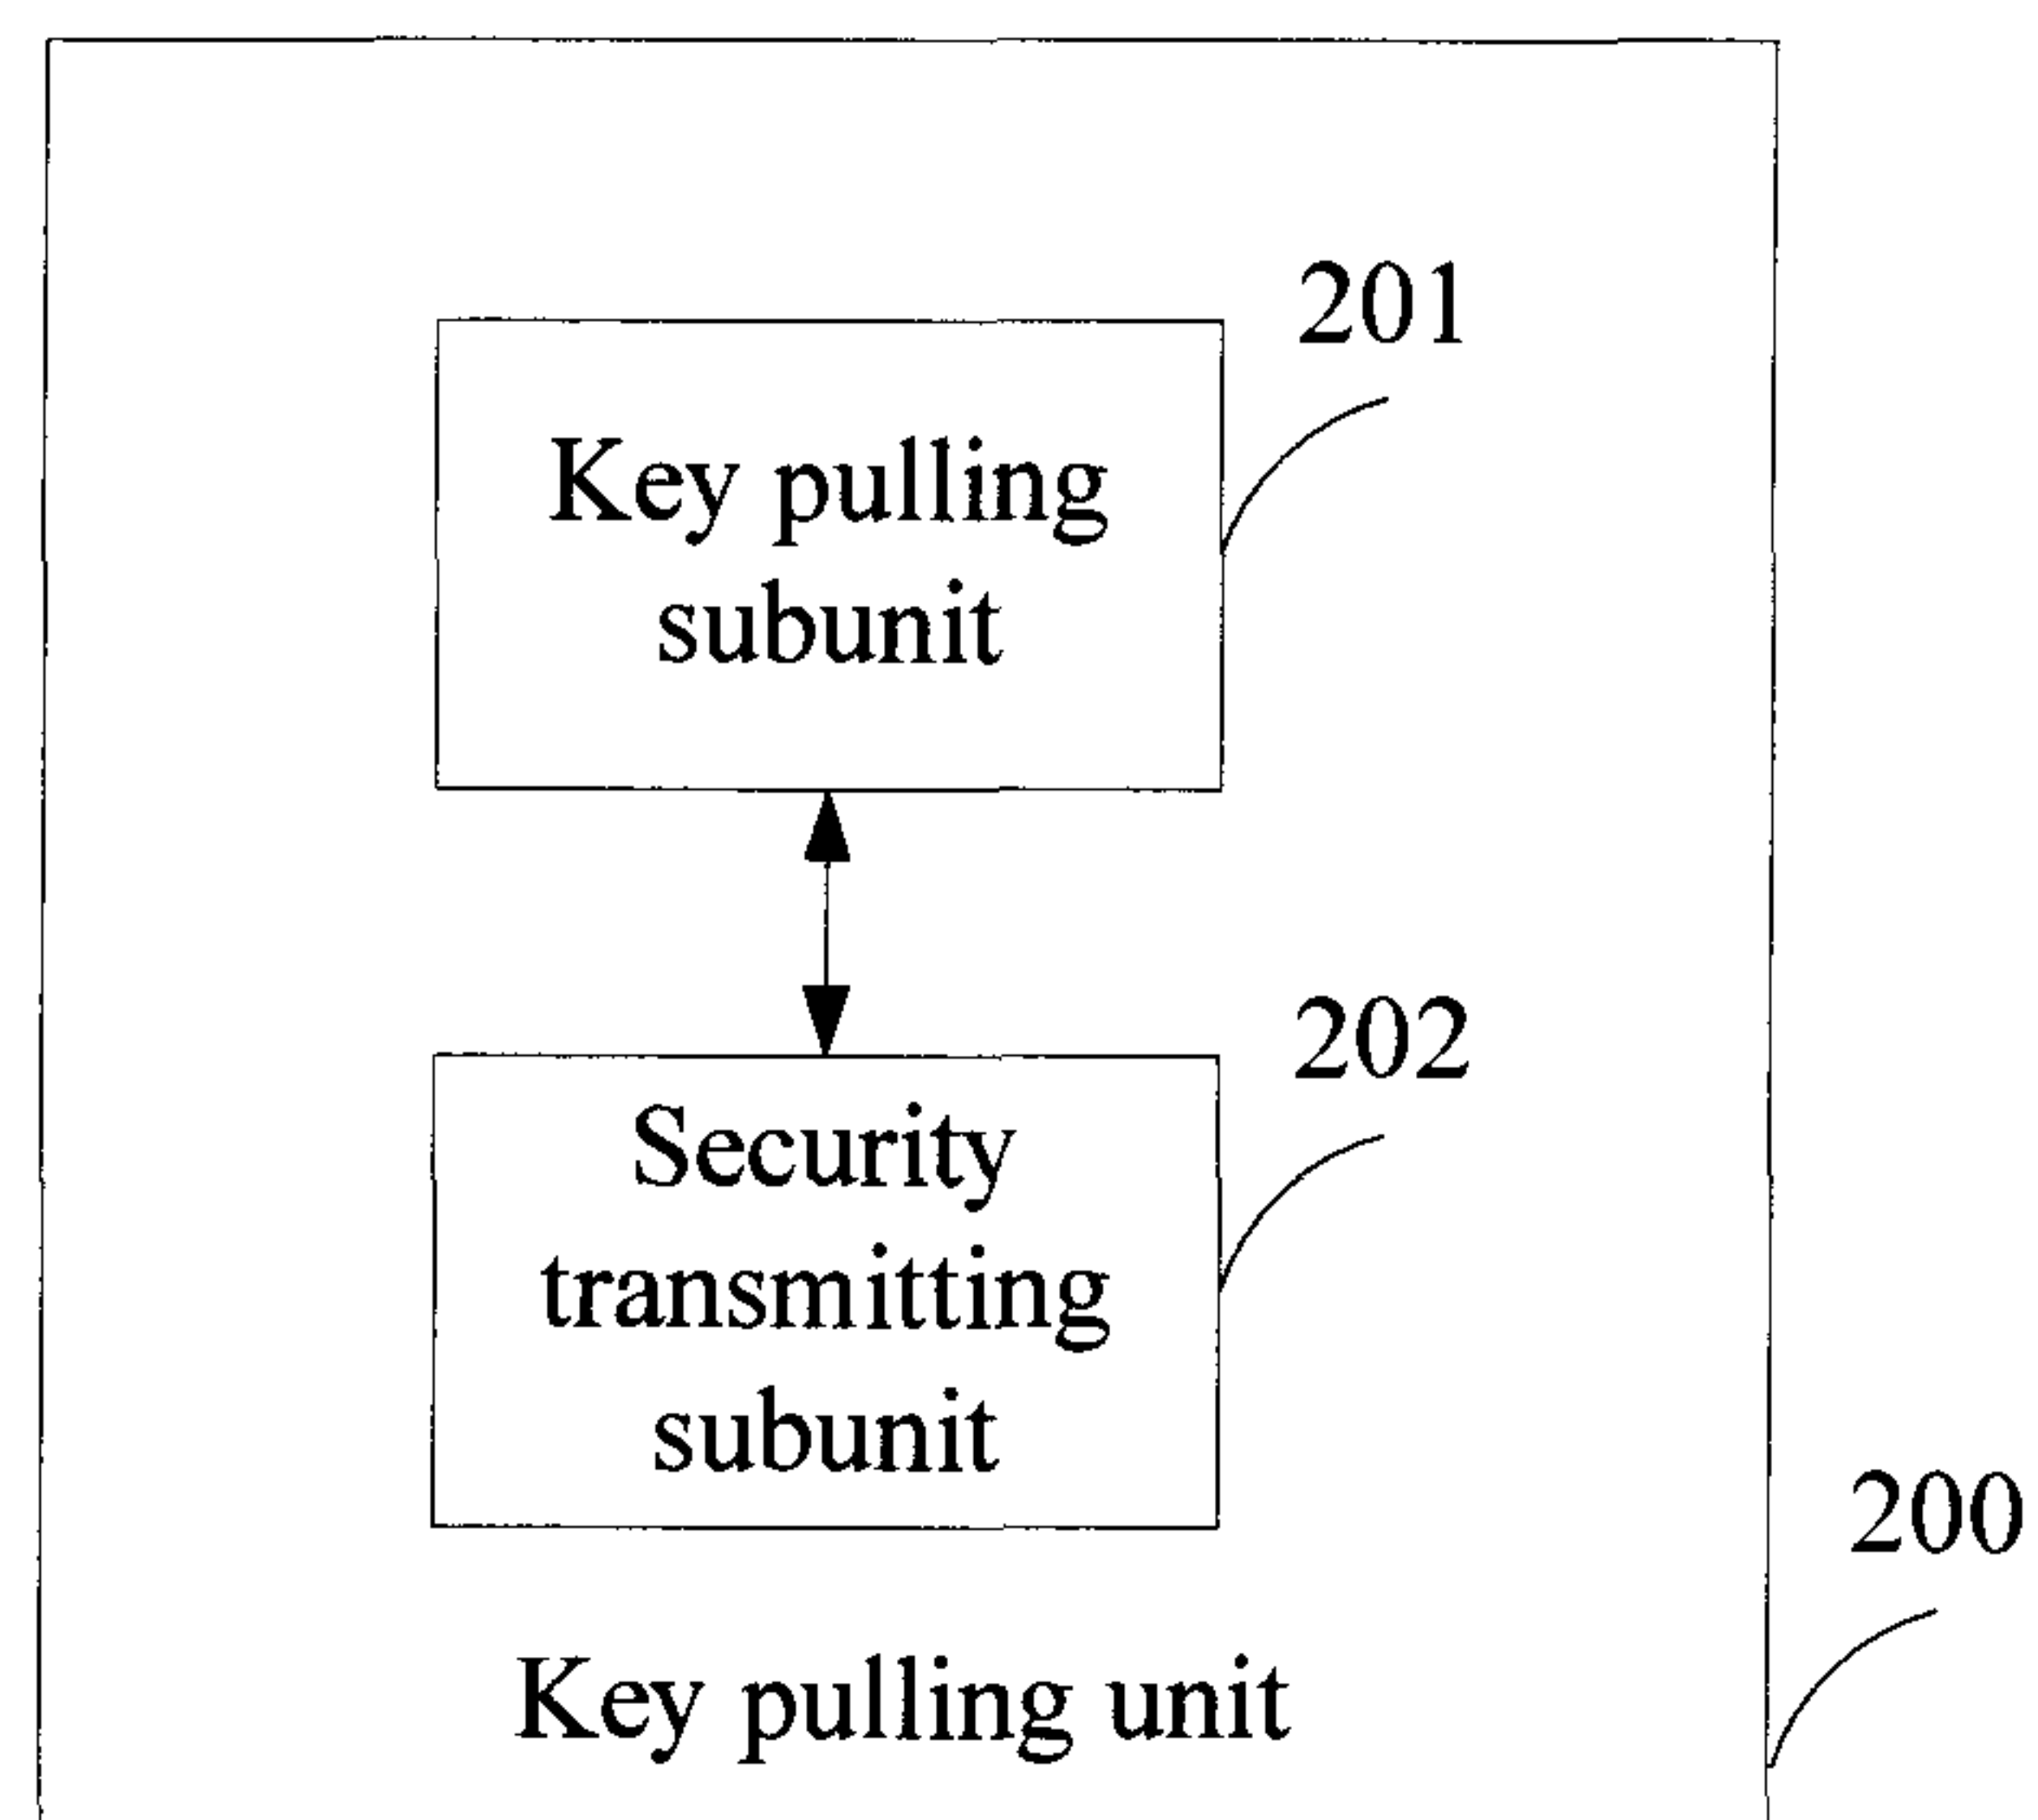 201
Key pulling
subunit
202
Security
transmitting
subunit
200
Key pulling unit